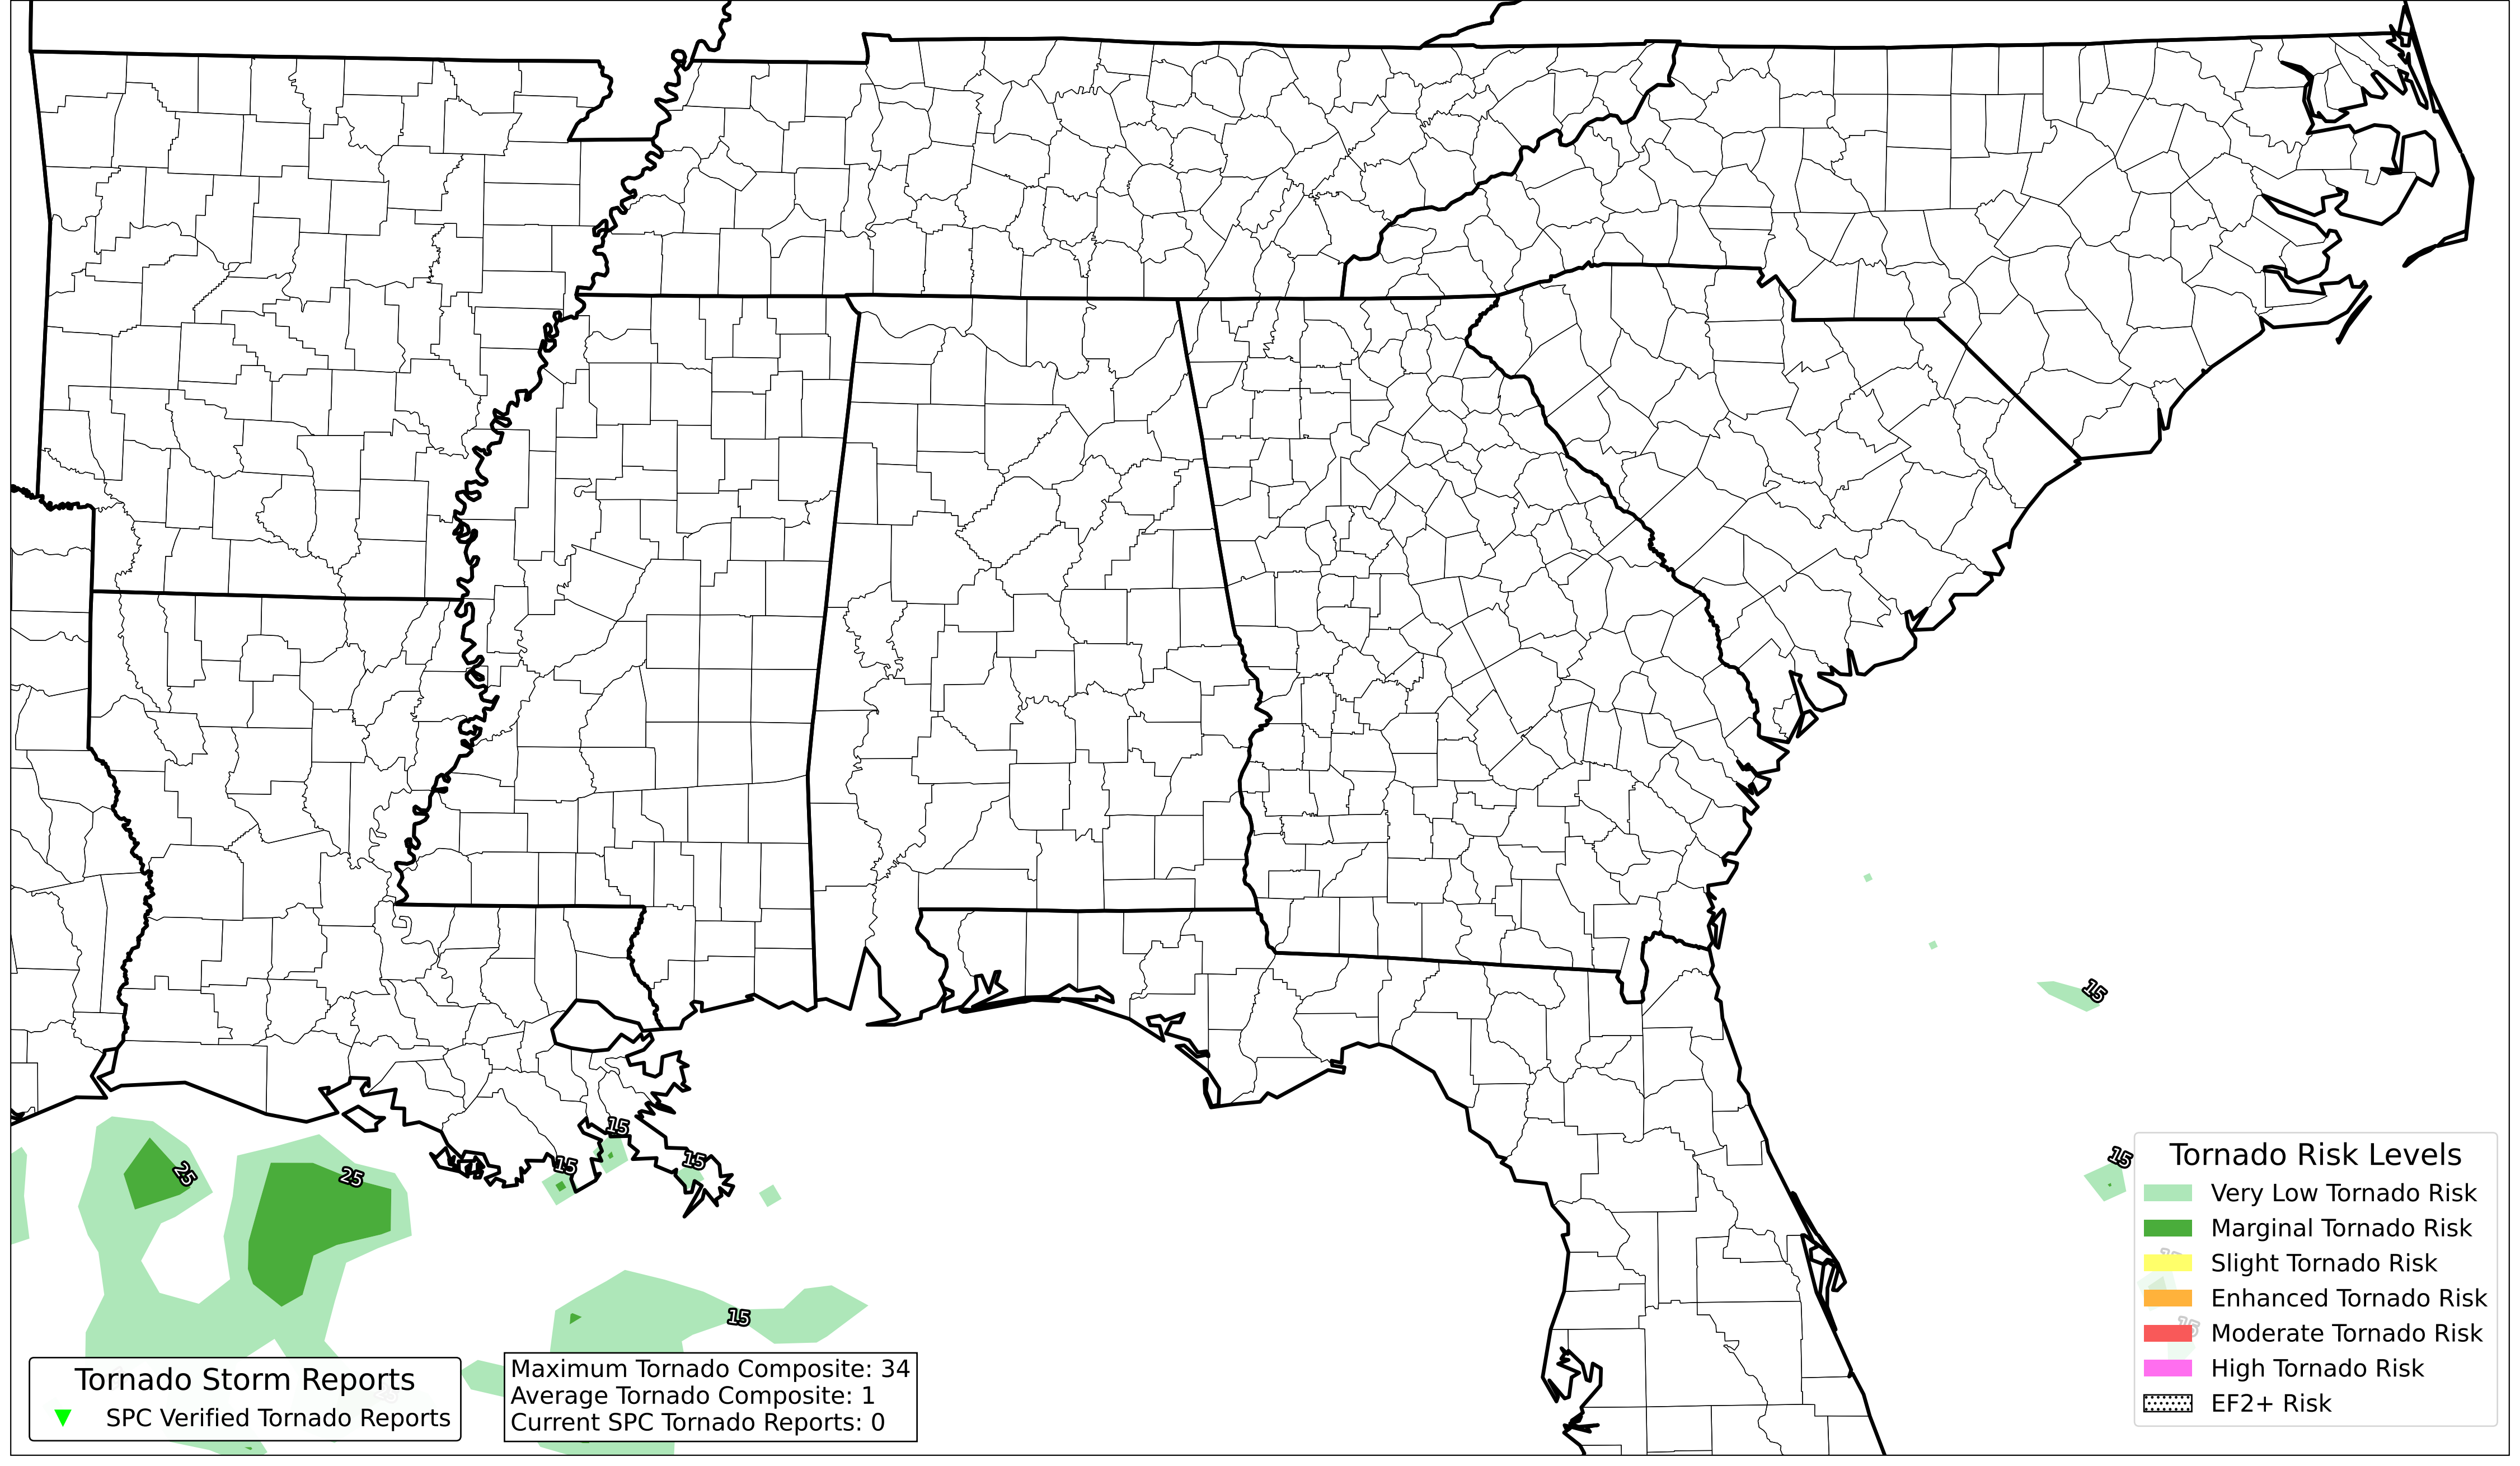 15
15
25
25
15
15
15
15
Tornado Storm Reports
SPC Verified Tornado Reports
Maximum Tornado Composite: 34
Average Tornado Composite: 1
Current SPC Tornado Reports: 0
Tornado Risk Levels
Very Low Tornado Risk
Marginal Tornado Risk
Slight Tornado Risk
Enhanced Tornado Risk
Moderate Tornado Risk
High Tornado Risk
EF2+ Risk